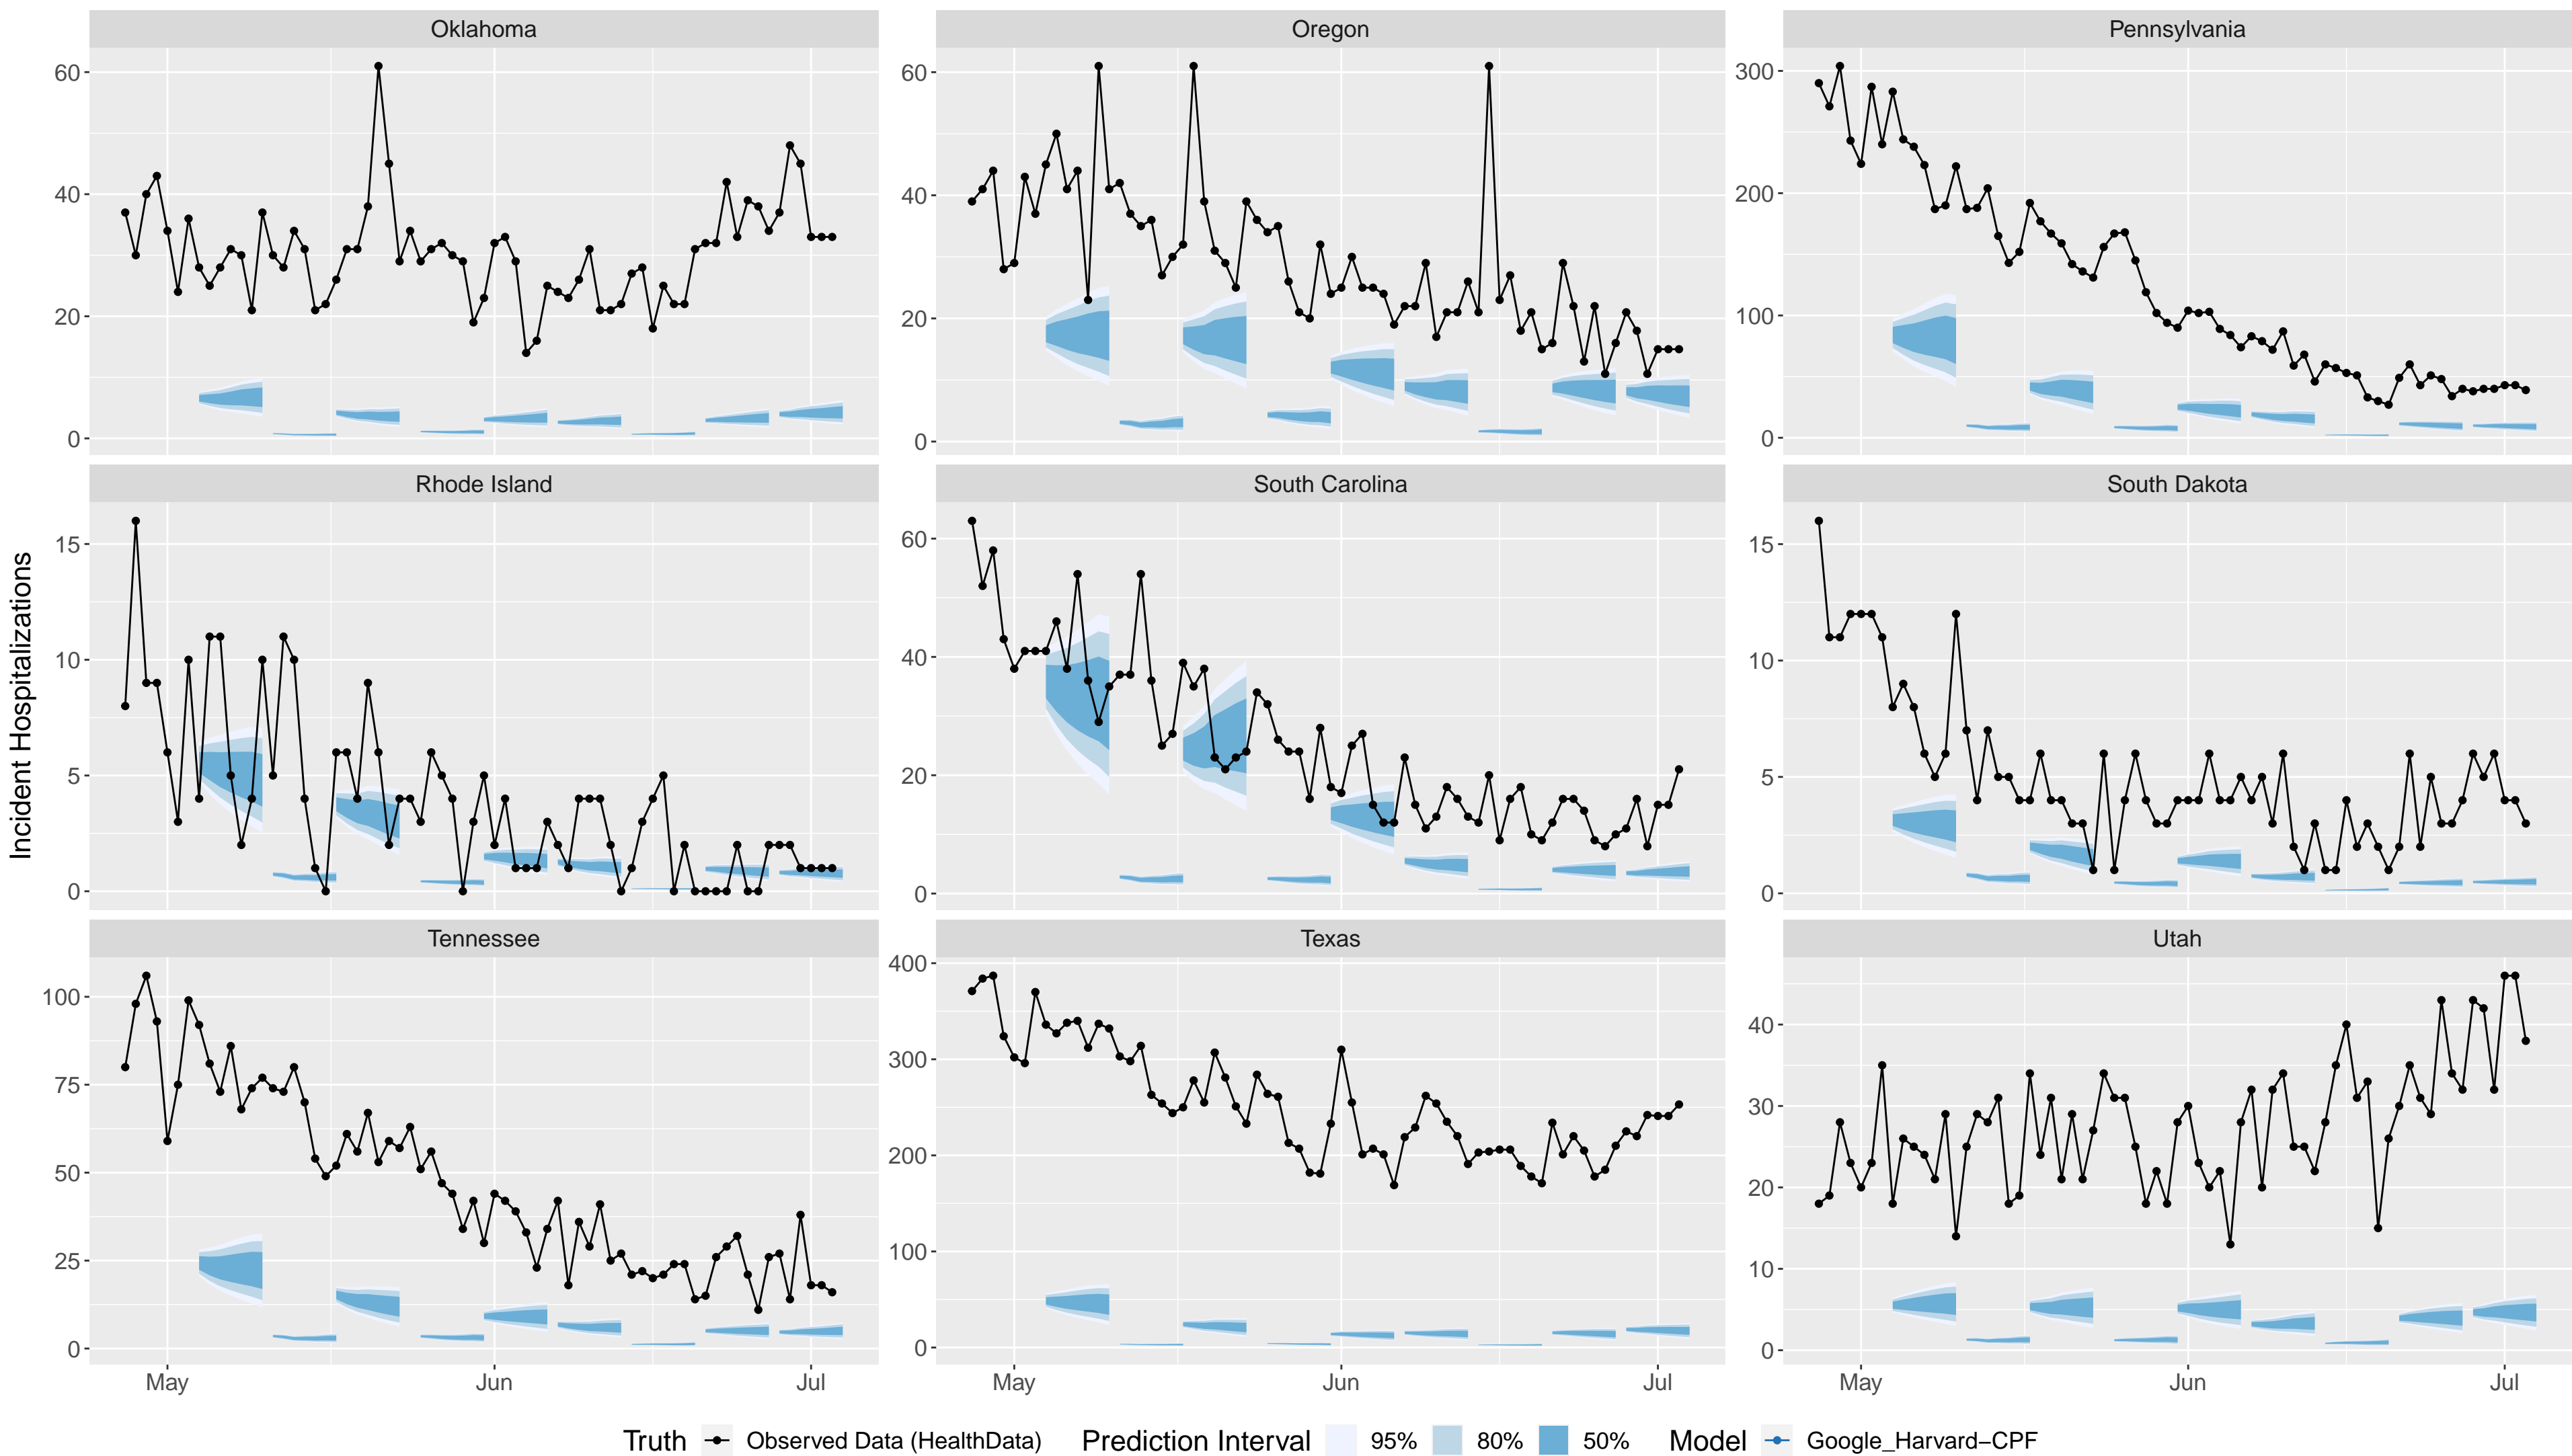 Oklahoma
Oregon
Pennsylvania
60
40
20
0
60
40
20
0
300
200
100
0
Incident Hospitalizations
Rhode Island
South Carolina
South Dakota
15
10
5
0
60
40
20
0
15
10
5
0
Tennessee
Texas
Utah
100
75
50
25
0
400
300
200
100
0
40
30
20
10
0
May Jun Jul
May Jun Jul
May Jun Jul
Truth Observed Data (HealthData) Prediction Interval 95% 80% 50% Model Google_Harvard−CPF